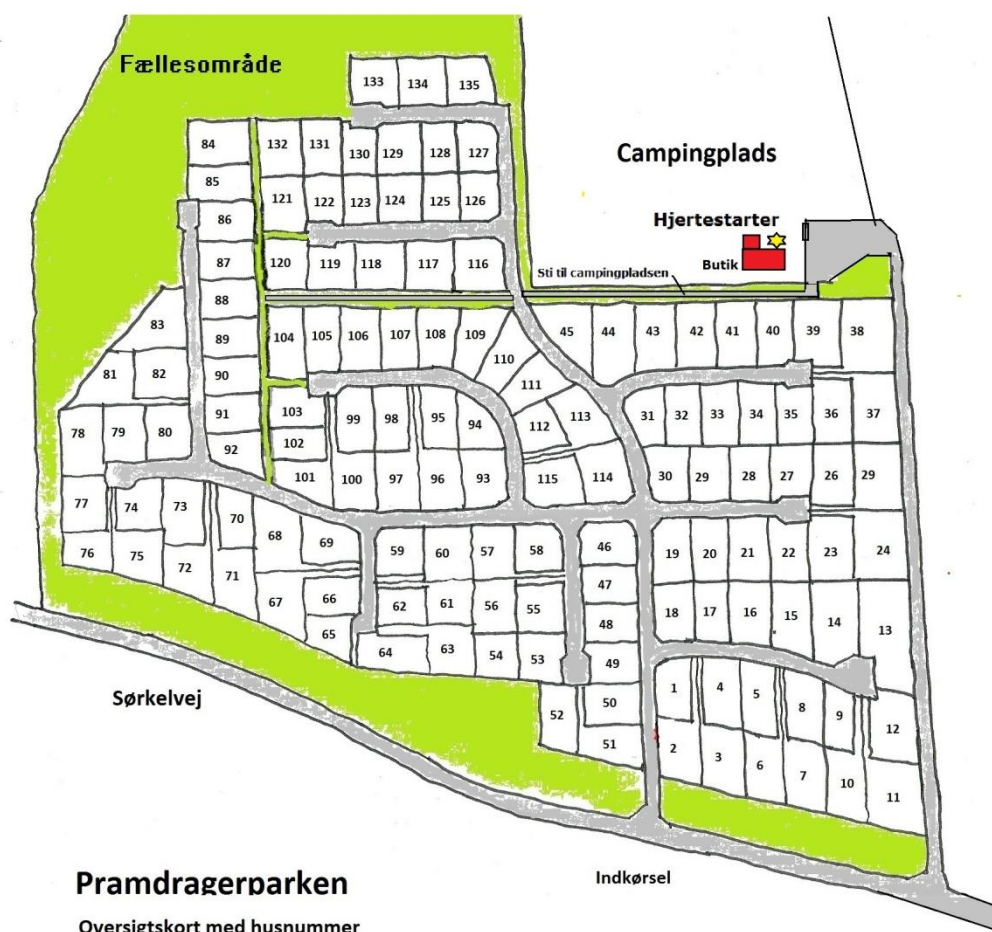 Fællesområde
133 134 135
Campingplads
84 132 131 130 129 128 127
85
121 122 123 124 125 126
86
Hjertestarter
87 120 119 118 117 116
Butik
Sti til campingpladsen
88
83 89 104 105 106 107 108 109 45 44 43 42 41 40 39 38
110
81 82 90 111
91 103 99 98 95 94 112 113 31 32 33 34 35 36 37
78 79 80 102
92 101 100 97 96 93 115 114 30 29 28 27 26 29
77 74 73 70
68 69 59 60 57 58 46 19 20 21 22 23 24
76 75 72 71
67 66 62 61 56 55 47
65 48 18 17 16 15 14 13
64 63 54 53 49
1 4 5 8 9 12
Sørkelvej
52 50
51 2 3 6 7 10 11
Indkørsel
Pramdragerparken
Oversigtskort med husnummer